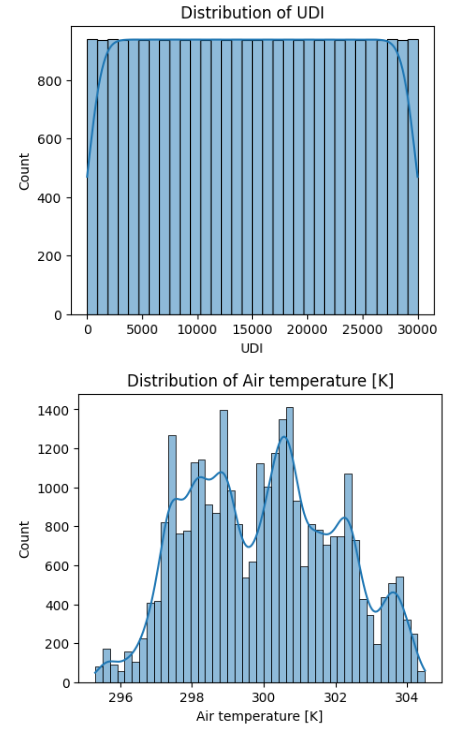 Distribution of UDI
800
600
400
200
0
Count
0 5000 10000 15000 20000 25000 30000
UDI
Distribution of Air temperature [K]
1400
1200
1000
800
600
400
200
0
Count
296 298 300 302 304
Air temperature [K]